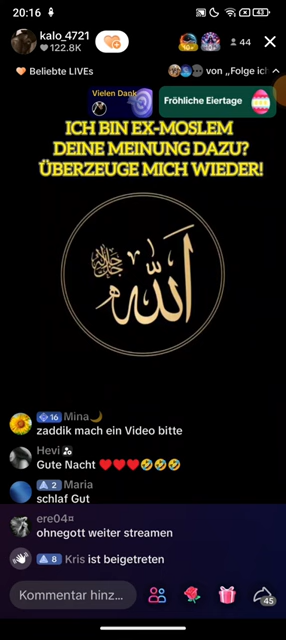 20:16
43
kalo_4721
122.8K
44
Beliebte LIVEs
von „Folge ich
Vielen Dank
Fröhliche Eiertage
ICH BIN EX-MOSLEM
DEINE MEINUNG DAZU?
ÜBERZEUGE MICH WIEDER!
الله
جل جلاله
16 Mina🌙
zaddik mach ein Video bitte
Hevi
Gute Nacht ❤️❤️❤️🤣🤣🤣
2 Maria
schlaf Gut
ere04¤
ohnegott weiter streamen
8 Kris ist beigetreten
Kommentar hinz...
45